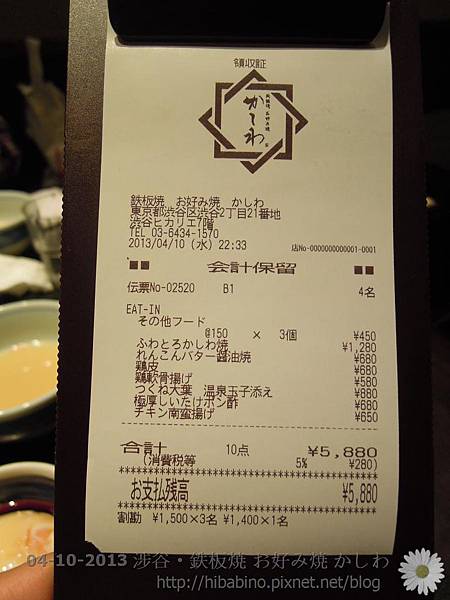 領収証
鉄板焼 お好み焼
かしわ
鉄板焼 お好み焼 かしわ
東京都渋谷区渋谷2丁目21番地
渋谷ヒカリエ7階
TEL 03-6434-1570
2013/04/10(水) 22:33
店No-0000000000001-0001
■■ 会計保留 ■■
伝票No-02520 B1 4名
EAT-IN
その他フード
@150 × 3個 ¥450
ふわとろかしわ焼 ¥1,280
れんこんバター醤油焼 ¥680
鶏皮 ¥680
鶏軟骨揚げ ¥580
つくね大葉 温泉玉子添え ¥880
極厚しいたけポン酢 ¥680
チキン南蛮揚げ ¥650
合計 10点 ¥5,880
(消費税等 5% ¥280)
お支払残高 ¥5,880
割勘 ¥1,500×3名 ¥1,400×1名
04-10-2013 涉谷・鉄板焼 お好み焼 かしわ
http://hibabino.pixnet.net/blog